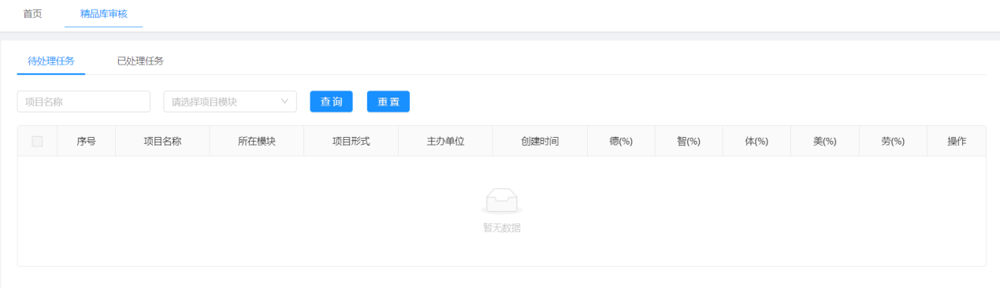 首页 精品库审核
待处理任务 已处理任务
项目名称 请选择项目模块 查询 重置
序号 项目名称 所在模块 项目形式 主办单位 创建时间 德(%) 智(%) 体(%) 美(%) 劳(%) 操作
暂无数据